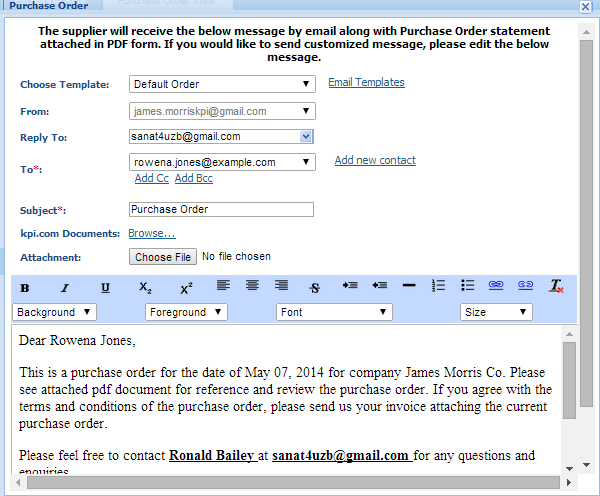 Purchase Order Purchase Order View
The supplier will receive the below message by email along with Purchase Order statement
attached in PDF form. If you would like to send customized message, please edit the below
message.
Choose Template: Default Order Email Templates
From: james.morriskpi@gmail.com
Reply To: sanat4uzb@gmail.com
To*: rowena.jones@example.com Add new contact
Add Cc Add Bcc
Subject*: Purchase Order
kpi.com Documents: Browse...
Attachment: Choose File No file chosen
B I U X2 X2 S T
Background Foreground Font Size
Dear Rowena Jones,
This is a purchase order for the date of May 07, 2014 for company James Morris Co. Please
see attached pdf document for reference and review the purchase order. If you agree with the
terms and conditions of the purchase order, please send us your invoice attaching the current
purchase order.
Please feel free to contact Ronald Bailey at sanat4uzb@gmail.com for any questions and
enquiries